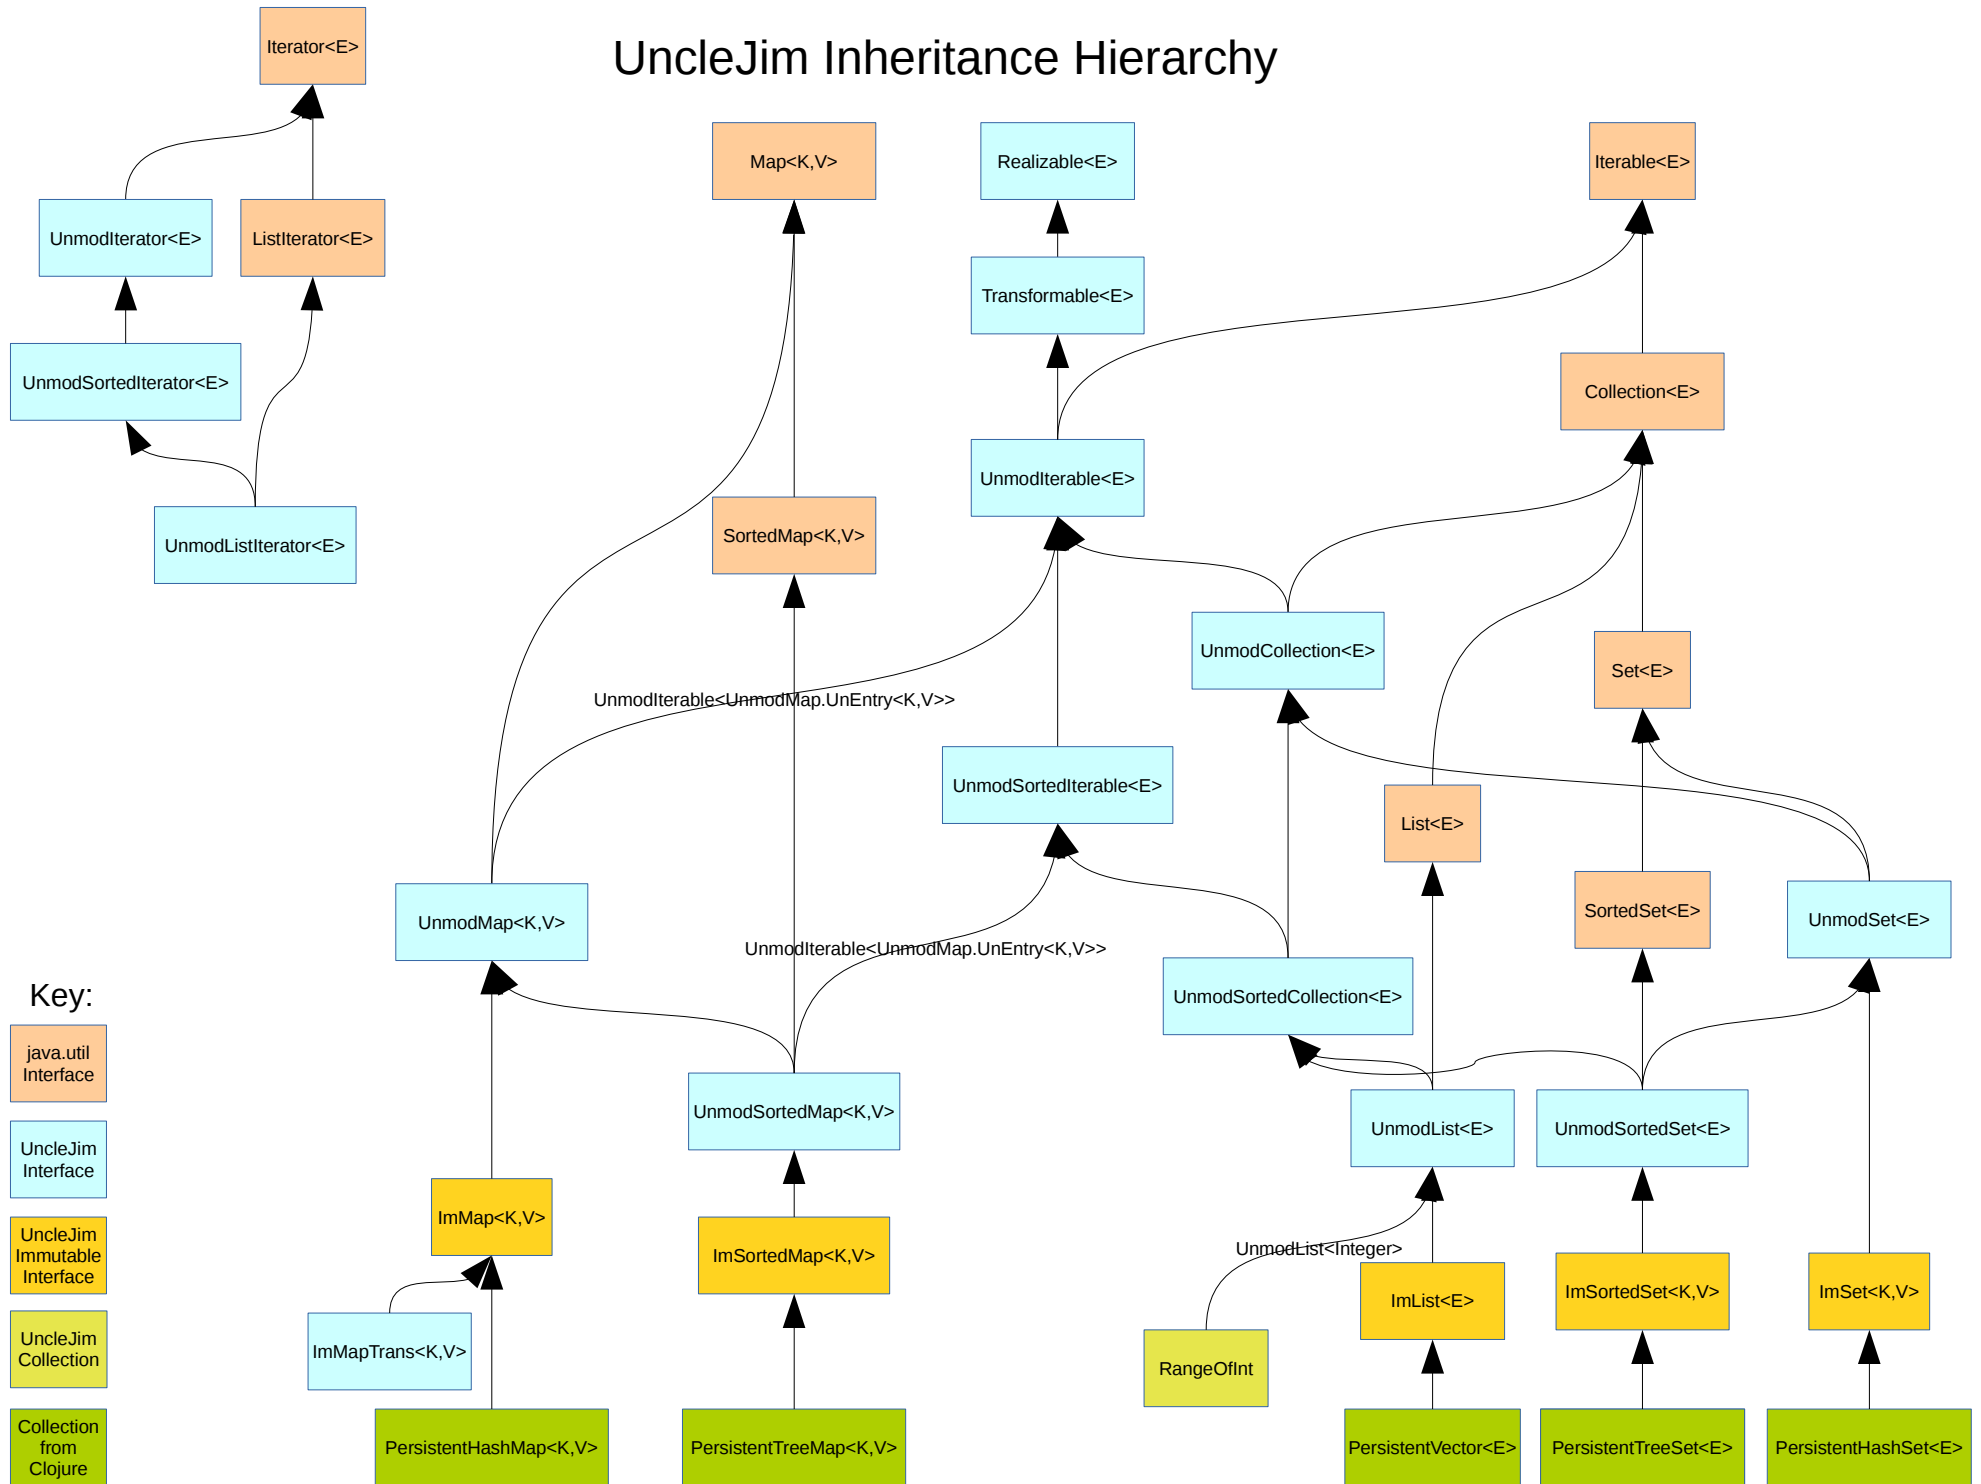 Iterator<E>
UncleJim Inheritance Hierarchy
Map<K,V>
Realizable<E>
Iterable<E>
UnmodIterator<E>
ListIterator<E>
Transformable<E>
UnmodSortedIterator<E>
Collection<E>
UnmodIterable<E>
SortedMap<K,V>
UnmodListIterator<E>
UnmodCollection<E>
Set<E>
UnmodIterable<UnmodMap.UnEntry<K,V>>
UnmodSortedIterable<E>
List<E>
UnmodMap<K,V>
SortedSet<E>
UnmodSet<E>
UnmodIterable<UnmodMap.UnEntry<K,V>>
UnmodSortedCollection<E>
Key:
java.util
Interface
UnmodSortedMap<K,V>
UnmodList<E>
UnmodSortedSet<E>
UncleJim
Interface
ImMap<K,V>
UncleJim
Immutable
Interface
ImSortedMap<K,V>
UnmodList<Integer>
ImList<E>
ImSortedSet<K,V>
ImSet<K,V>
UncleJim
Collection
ImMapTrans<K,V>
RangeOfInt
Collection
from
Clojure
PersistentHashMap<K,V>
PersistentTreeMap<K,V>
PersistentVector<E>
PersistentTreeSet<E>
PersistentHashSet<E>